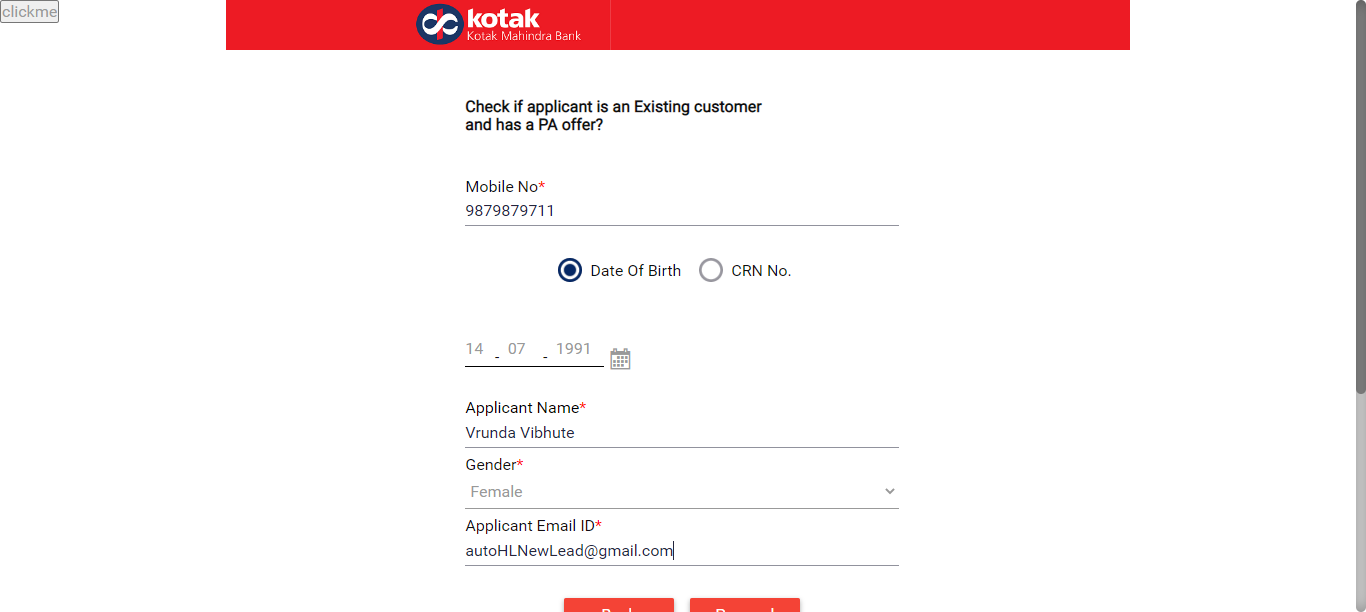 clickme
kotak
Kotak Mahindra Bank
Check if applicant is an Existing customer
and has a PA offer?
Mobile No*
9879879711
Date Of Birth CRN No.
14 - 07 - 1991
Applicant Name*
Vrunda Vibhute
Gender*
Female
Applicant Email ID*
autoHLNewLead@gmail.com